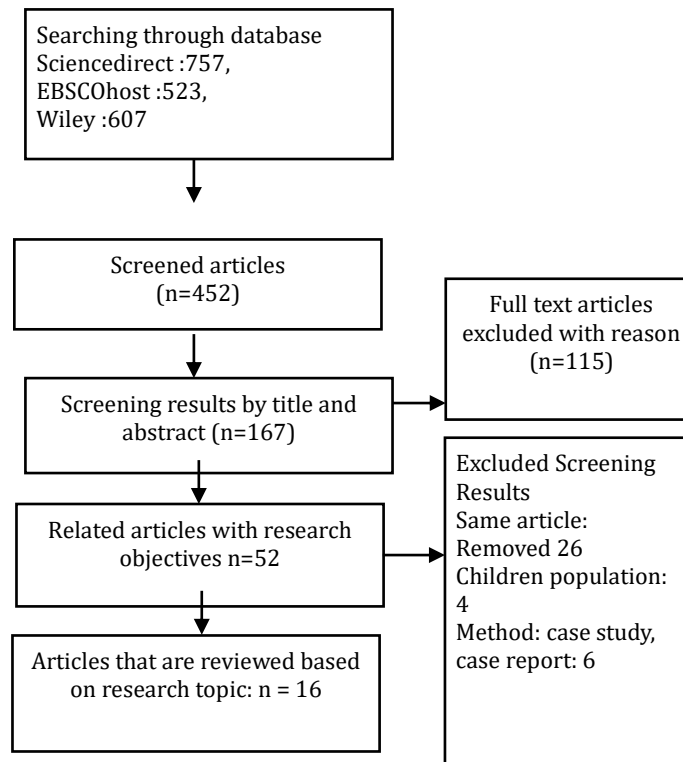 Searching through database
Sciencedirect :757,
EBSCOhost :523,
Wiley :607
Screened articles
(n=452)
Full text articles
excluded with reason
(n=115)
Screening results by title and
abstract (n=167)
Excluded Screening
Results
Same article:
Removed 26
Children population:
4
Method: case study,
case report: 6
Related articles with research
objectives n=52
Articles that are reviewed based
on research topic: n = 16